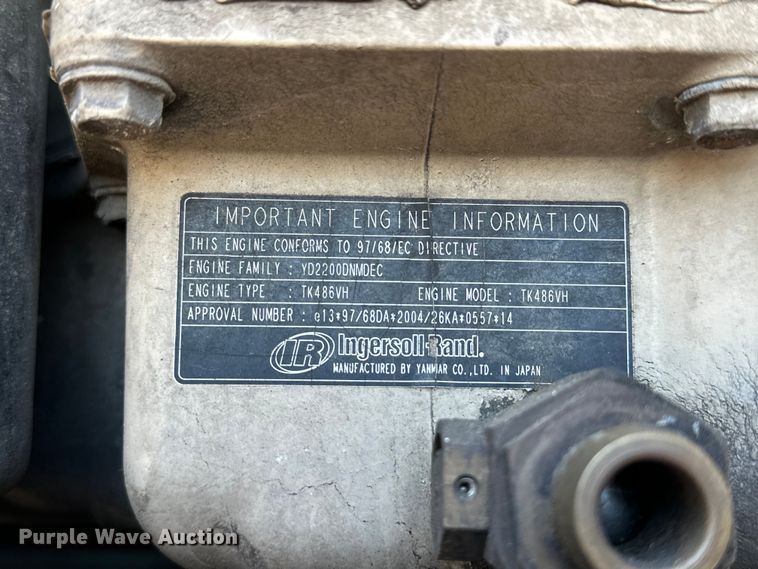 IMPORTANT ENGINE INFORMATION
THIS ENGINE CONFORMS TO 97/68/EC DIRECTIVE
ENGINE FAMILY : YD2200DNMDEC
ENGINE TYPE : TK486VH ENGINE MODEL : TK486VH
APPROVAL NUMBER : e13*97/68DA*2004/26KA*0557*14
IR Ingersoll-Rand.
MANUFACTURED BY YANMAR CO.,LTD. IN JAPAN
Purple Wave Auction